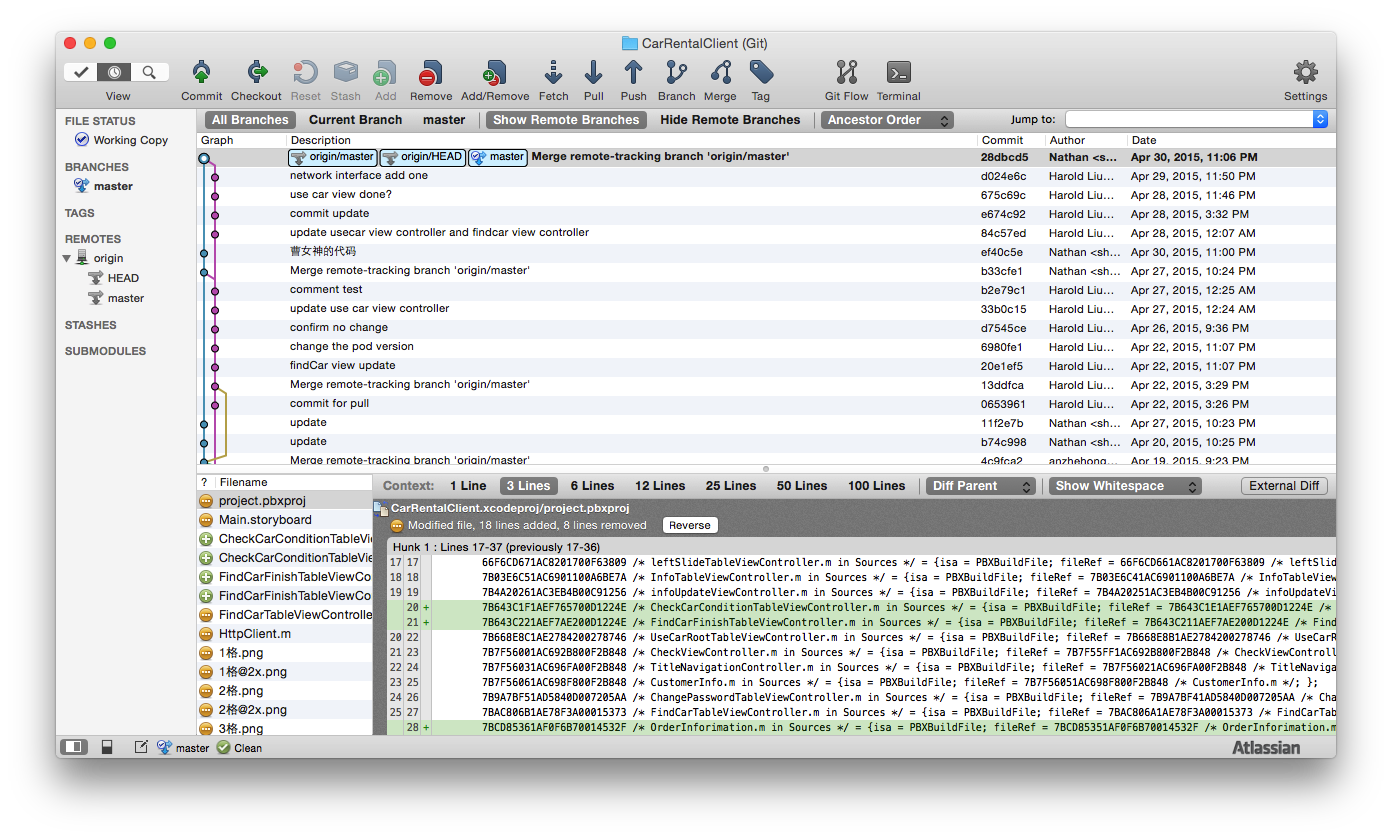 CarRentalClient (Git)
View Commit Checkout Reset Stash Add Remove Add/Remove Fetch Pull Push Branch Merge Tag Git Flow Terminal Settings
All Branches Current Branch master Show Remote Branches Hide Remote Branches Ancestor Order Jump to:
FILE STATUS
Working Copy
BRANCHES
master
TAGS
REMOTES
origin
HEAD
master
STASHES
SUBMODULES
Graph Description Commit Author Date
origin/master origin/HEAD master Merge remote-tracking branch 'origin/master' 28dbcd5 Nathan <s... Apr 30, 2015, 11:06 PM
network interface add one d024e6c Harold Liu... Apr 29, 2015, 11:50 PM
use car view done? 675c69c Harold Liu... Apr 28, 2015, 11:46 PM
commit update e674c92 Harold Liu... Apr 28, 2015, 3:32 PM
update usecar view controller and findcar view controller 84c57ed Harold Liu... Apr 28, 2015, 12:07 AM
曹女神的代码 ef40c5e Nathan <sh... Apr 30, 2015, 11:00 PM
Merge remote-tracking branch 'origin/master' b33cfe1 Nathan <sh... Apr 27, 2015, 10:24 PM
comment test b2e79c1 Harold Liu... Apr 27, 2015, 12:25 AM
update use car view controller 33b0c15 Harold Liu... Apr 27, 2015, 12:24 AM
confirm no change d7545ce Harold Liu... Apr 26, 2015, 9:36 PM
change the pod version 6980fe1 Harold Liu... Apr 22, 2015, 11:07 PM
findCar view update 20e1ef5 Harold Liu... Apr 22, 2015, 11:07 PM
Merge remote-tracking branch 'origin/master' 13ddfca Harold Liu... Apr 22, 2015, 3:29 PM
commit for pull 0653961 Harold Liu... Apr 22, 2015, 3:26 PM
update 11f2e7b Nathan <sh... Apr 27, 2015, 10:23 PM
update b74c998 Nathan <sh... Apr 20, 2015, 10:25 PM
Merge remote-tracking branch 'origin/master' 4c9fca2 anzhehong... Apr 19, 2015, 9:23 PM
? Filename
project.pbxproj
Main.storyboard
CheckCarConditionTableVi
CheckCarConditionTableVi
FindCarFinishTableViewCo
FindCarFinishTableViewCo
FindCarTableViewControlle
HttpClient.m
1格.png
1格@2x.png
2格.png
2格@2x.png
3格.png
Context: 1 Line 3 Lines 6 Lines 12 Lines 25 Lines 50 Lines 100 Lines Diff Parent Show Whitespace External Diff
CarRentalClient.xcodeproj/project.pbxproj
Modified file, 18 lines added, 8 lines removed Reverse
Hunk 1 : Lines 17-37 (previously 17-36)
17 17 66F6CD671AC8201700F63809 /* leftSlideTableViewController.m in Sources */ = {isa = PBXBuildFile; fileRef = 66F6CD661AC8201700F63809 /* leftSlid
18 18 7B03E6C51AC6901100A6BE7A /* InfoTableViewController.m in Sources */ = {isa = PBXBuildFile; fileRef = 7B03E6C41AC6901100A6BE7A /* InfoTableView
19 19 7B4A20261AC3EB4B00C91256 /* infoUpdateViewController.m in Sources */ = {isa = PBXBuildFile; fileRef = 7B4A20251AC3EB4B00C91256 /* infoUpdateVi
20 + 7B643C1F1AEF765700D1224E /* CheckCarConditionTableViewController.m in Sources */ = {isa = PBXBuildFile; fileRef = 7B643C1E1AEF765700D1224E /*
21 + 7B643C221AEF7AE200D1224E /* FindCarFinishTableViewController.m in Sources */ = {isa = PBXBuildFile; fileRef = 7B643C211AEF7AE200D1224E /* Find
20 22 7B668E8C1AE2784200278746 /* UseCarRootTableViewController.m in Sources */ = {isa = PBXBuildFile; fileRef = 7B668E8B1AE2784200278746 /* UseCarR
21 23 7B7F56001AC692B800F2B848 /* CheckViewController.m in Sources */ = {isa = PBXBuildFile; fileRef = 7B7F55FF1AC692B800F2B848 /* CheckViewControll
22 24 7B7F56031AC696FA00F2B848 /* TitleNavigationController.m in Sources */ = {isa = PBXBuildFile; fileRef = 7B7F56021AC696FA00F2B848 /* TitleNaviga
23 25 7B7F56061AC698F800F2B848 /* CustomerInfo.m in Sources */ = {isa = PBXBuildFile; fileRef = 7B7F56051AC698F800F2B848 /* CustomerInfo.m */; };
24 26 7B9A7BF51AD5840D007205AA /* ChangePasswordTableViewController.m in Sources */ = {isa = PBXBuildFile; fileRef = 7B9A7BF41AD5840D007205AA /* Cha
25 27 7BAC806B1AE78F3A00015373 /* FindCarTableViewController.m in Sources */ = {isa = PBXBuildFile; fileRef = 7BAC806A1AE78F3A00015373 /* FindCarTab
28 + 7BCD85361AF0F6B70014532F /* OrderInforimation.m in Sources */ = {isa = PBXBuildFile; fileRef = 7BCD85351AF0F6B70014532F /* OrderInforimation.m
master Clean Atlassian